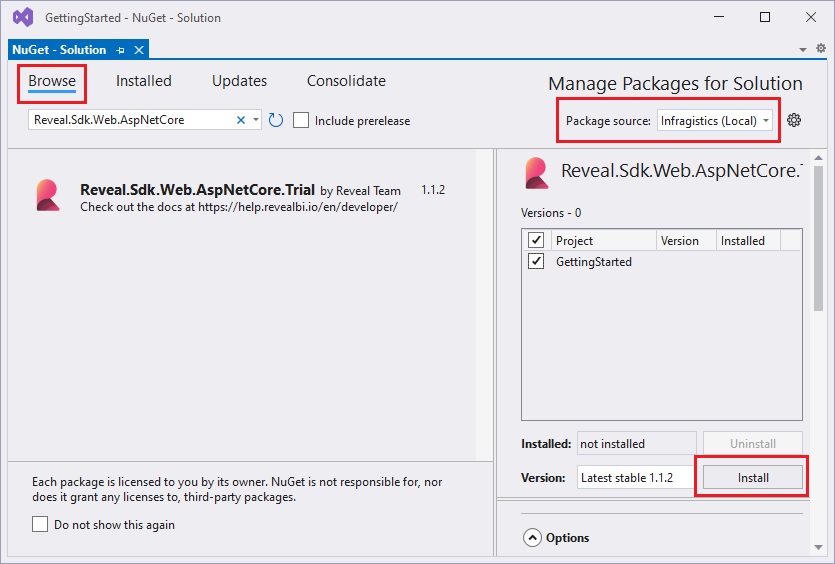 GettingStarted - NuGet - Solution
NuGet - Solution
Browse Installed Updates Consolidate
Manage Packages for Solution
Reveal.Sdk.Web.AspNetCore
Include prerelease
Package source: Infragistics (Local)
Reveal.Sdk.Web.AspNetCore.Trial by Reveal Team 1.1.2
Check out the docs at https://help.revealbi.io/en/developer/
Reveal.Sdk.Web.AspNetCore.T
Versions - 0
Project Version Installed
GettingStarted
Installed: not installed Uninstall
Version: Latest stable 1.1.2 Install
Each package is licensed to you by its owner. NuGet is not responsible for, nor
does it grant any licenses to, third-party packages.
Do not show this again
Options